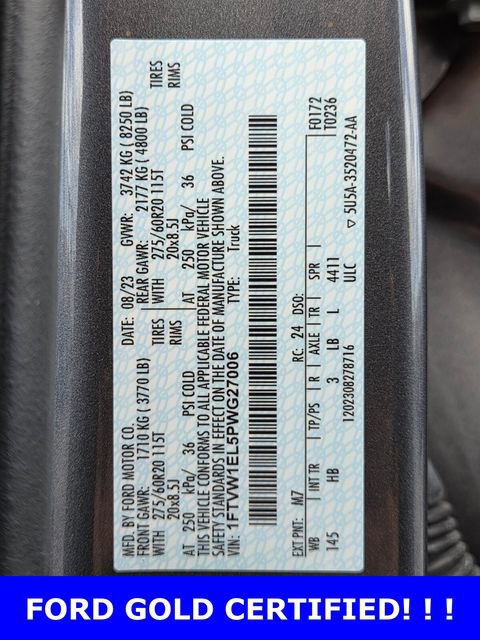 MFD. BY FORD MOTOR CO.
DATE: 08/23 GVWR: 3742 KG ( 8250 LB)
FRONT GAWR: 1710 KG ( 3770 LB) REAR GAWR: 2177 KG ( 4800 LB)
WITH 275/60R20 115T TIRES WITH 275/60R20 115T TIRES
20x8.5J RIMS 20x8.5J RIMS
AT 250 kPa/ 36 PSI COLD AT 250 kPa/ 36 PSI COLD
THIS VEHICLE CONFORMS TO ALL APPLICABLE FEDERAL MOTOR VEHICLE
SAFETY STANDARDS IN EFFECT ON THE DATE OF MANUFACTURE SHOWN ABOVE.
VIN: 1FTVW1EL5PWG27006 TYPE: Truck
F0172
T0236
EXT PNT: M7 RC: 24 DSO:
WB INT TR TP/PS R AXLE TR SPR
145 HB 3 LB L 4411
1202308278716 ULC ▽ 5U5A-3520472-AA
FORD GOLD CERTIFIED! ! !